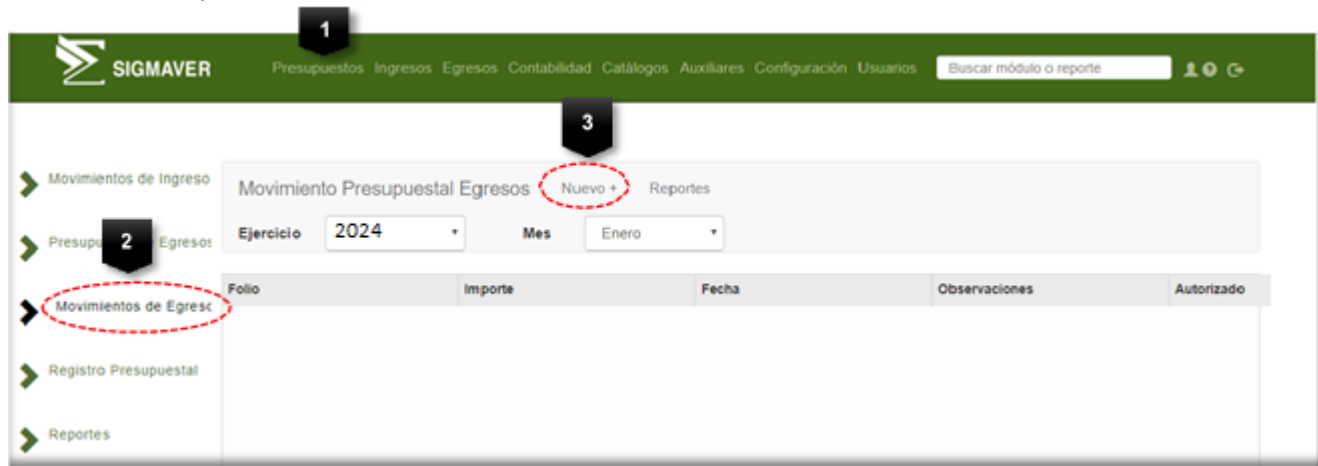 1
SIGMAVER Presupuestos Ingresos Egresos Contabilidad Catálogos Auxiliares Configuración Usuarios Buscar módulo o reporte
3
Movimientos de Ingreso
Movimiento Presupuestal Egresos Nuevo + Reportes
Ejercicio 2024 Mes Enero
2
Egresos
Folio Importe Fecha Observaciones Autorizado
Movimientos de Egresc
Registro Presupuestal
Reportes